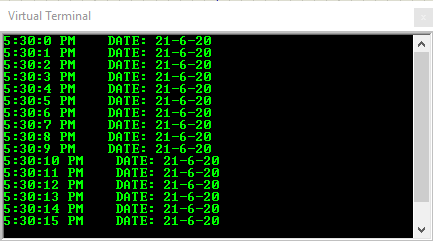 Virtual Terminal
5:30:0 PM    DATE: 21-6-20
5:30:1 PM    DATE: 21-6-20
5:30:2 PM    DATE: 21-6-20
5:30:3 PM    DATE: 21-6-20
5:30:4 PM    DATE: 21-6-20
5:30:5 PM    DATE: 21-6-20
5:30:6 PM    DATE: 21-6-20
5:30:7 PM    DATE: 21-6-20
5:30:8 PM    DATE: 21-6-20
5:30:9 PM    DATE: 21-6-20
5:30:10 PM    DATE: 21-6-20
5:30:11 PM    DATE: 21-6-20
5:30:12 PM    DATE: 21-6-20
5:30:13 PM    DATE: 21-6-20
5:30:14 PM    DATE: 21-6-20
5:30:15 PM    DATE: 21-6-20